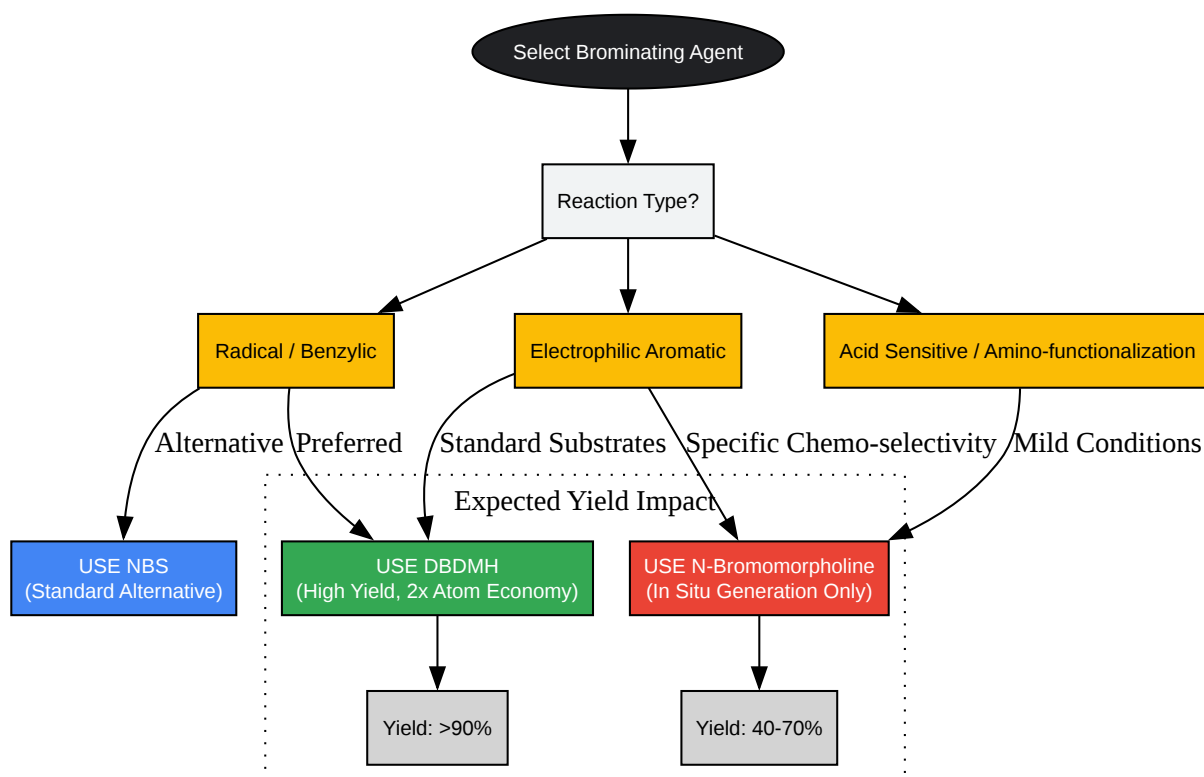 Select Brominating Agent
Reaction Type?
Radical / Benzylic
Electrophilic Aromatic
Acid Sensitive / Amino-functionalization
Alternative
Preferred
Standard Substrates
Specific Chemo-selectivity
Mild Conditions
Expected Yield Impact
USE NBS
(Standard Alternative)
USE DBDMH
(High Yield, 2x Atom Economy)
USE N-Bromomorpholine
(In Situ Generation Only)
Yield: >90%
Yield: 40-70%